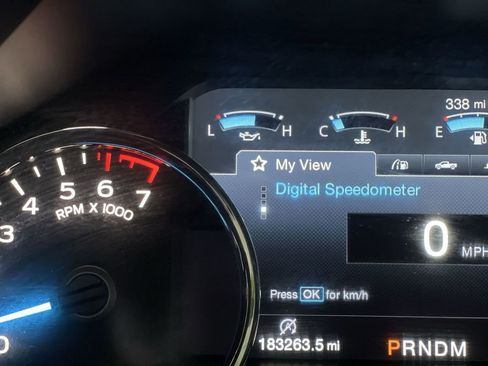 338 mi
L H C H E
My View
Digital Speedometer
0 MPH
Press OK for km/h
183263.5 mi
PRNDM
3 4 5 6 7
RPM X 1000
0